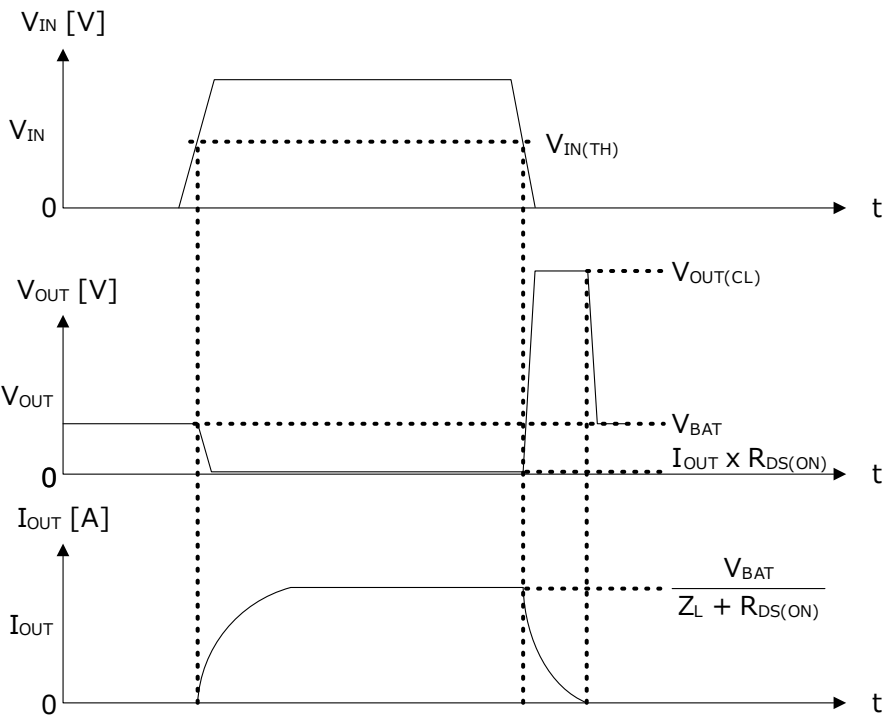 VIN [V]
VIN
VIN(TH)
0
t
VOUT(CL)
VOUT [V]
VOUT
VBAT
IOUT x RDS(ON)
0
t
IOUT [A]
VBAT
ZL + RDS(ON)
IOUT
0
t